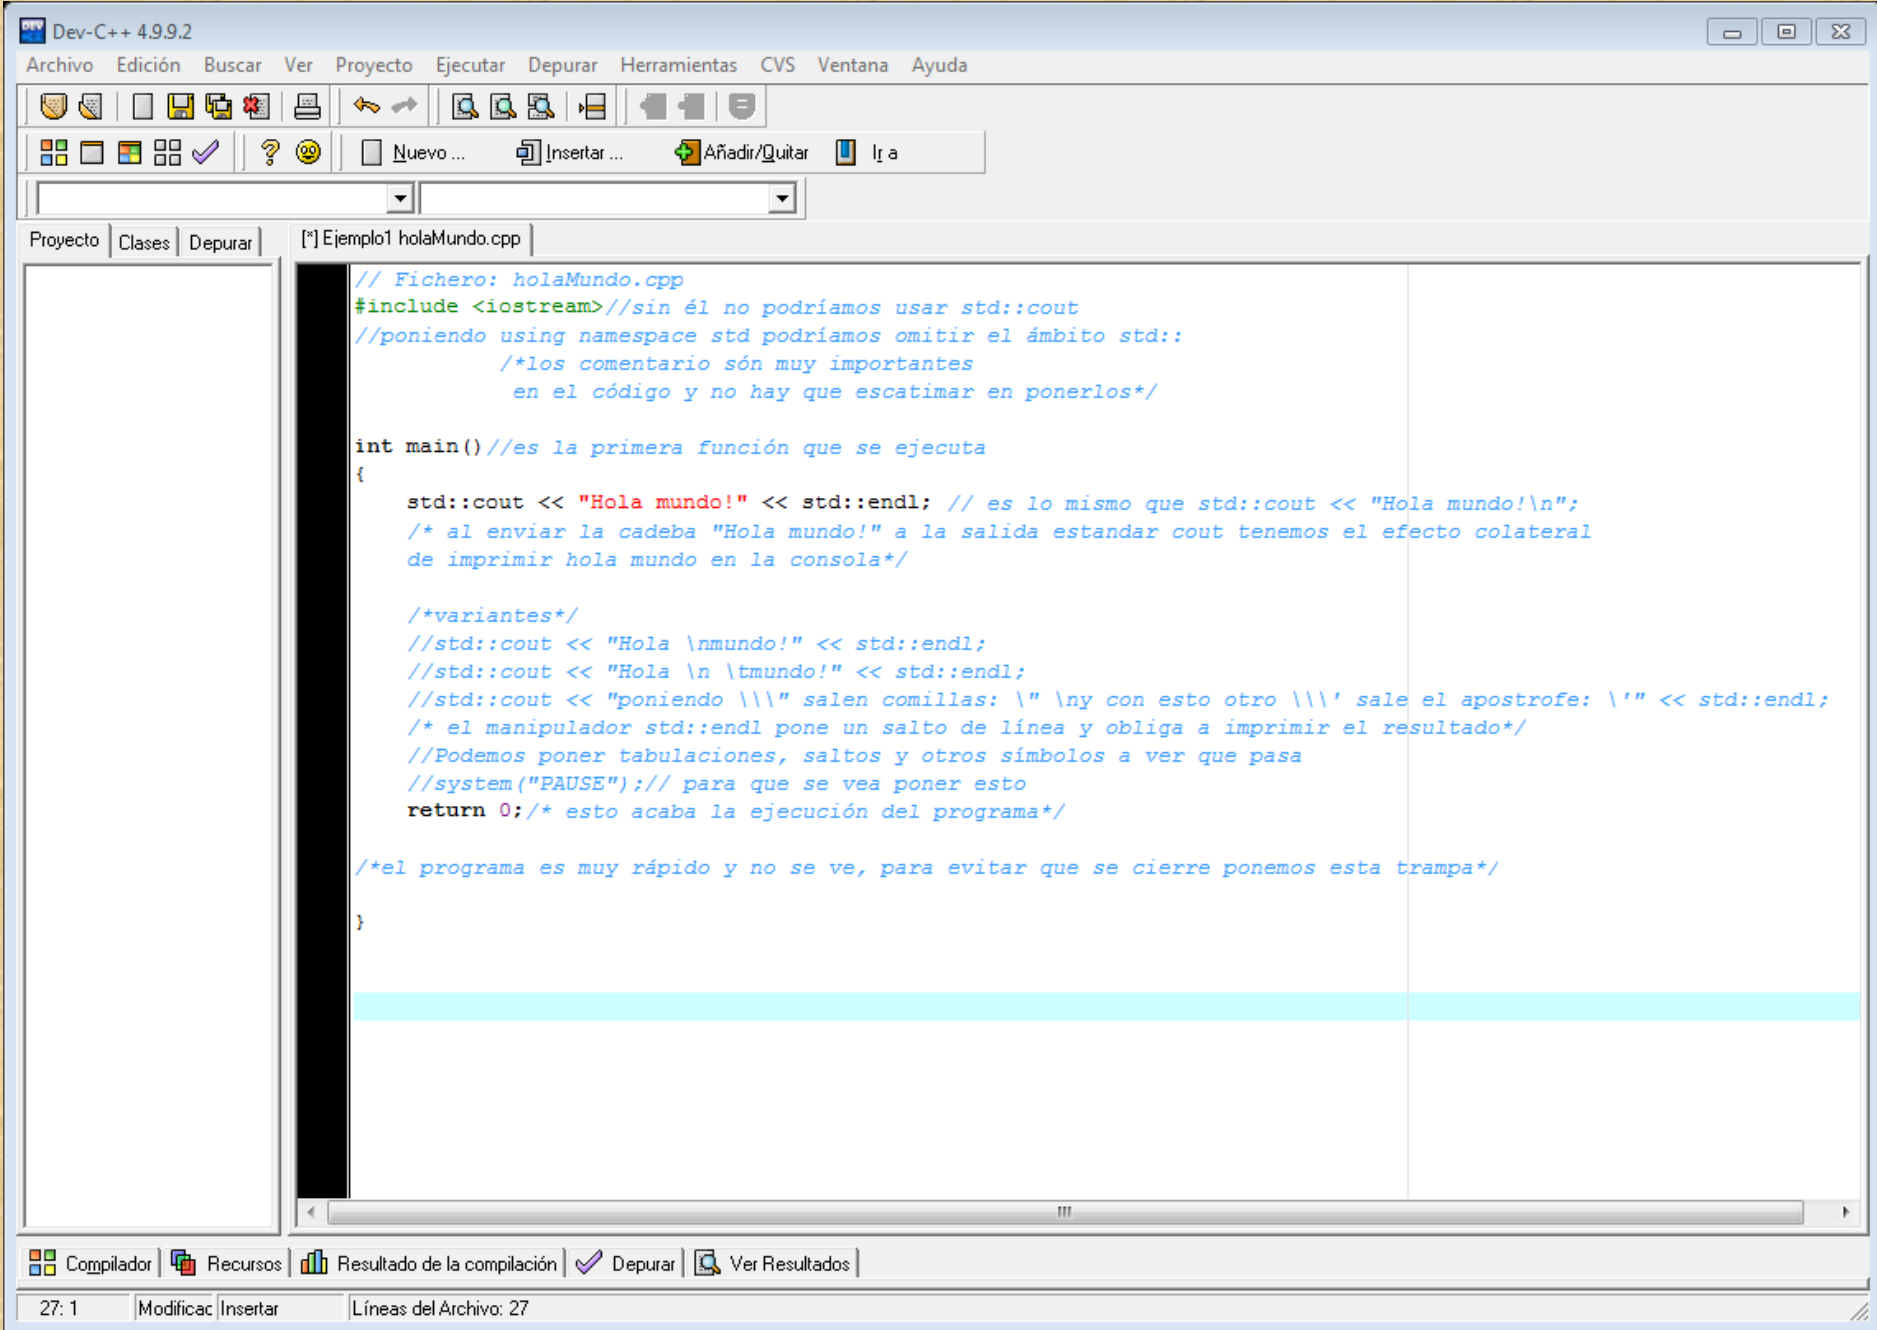 Dev-C++ 4.9.9.2
Archivo Edición Buscar Ver Proyecto Ejecutar Depurar Herramientas CVS Ventana Ayuda
Nuevo ... Insertar ... Añadir/Quitar Ir a
Proyecto Clases Depurar [*] Ejemplo1 holaMundo.cpp
// Fichero: holaMundo.cpp
#include <iostream>//sin él no podríamos usar std::cout
//poniendo using namespace std podríamos omitir el ámbito std::
/*los comentario són muy importantes
en el código y no hay que escatimar en ponerlos*/
int main()//es la primera función que se ejecuta
{
std::cout << "Hola mundo!" << std::endl; // es lo mismo que std::cout << "Hola mundo!\n";
/* al enviar la cadeba "Hola mundo!" a la salida estandar cout tenemos el efecto colateral
de imprimir hola mundo en la consola*/
/*variantes*/
//std::cout << "Hola \nmundo!" << std::endl;
//std::cout << "Hola \n \tmundo!" << std::endl;
//std::cout << "poniendo \\\" salen comillas: \" \ny con esto otro \\\' sale el apostrofe: \'" << std::endl;
/* el manipulador std::endl pone un salto de línea y obliga a imprimir el resultado*/
//Podemos poner tabulaciones, saltos y otros símbolos a ver que pasa
//system("PAUSE");// para que se vea poner esto
return 0;/* esto acaba la ejecución del programa*/
/*el programa es muy rápido y no se ve, para evitar que se cierre ponemos esta trampa*/
}
Compilador Recursos Resultado de la compilación Depurar Ver Resultados
27: 1 Modificac Insertar Líneas del Archivo: 27